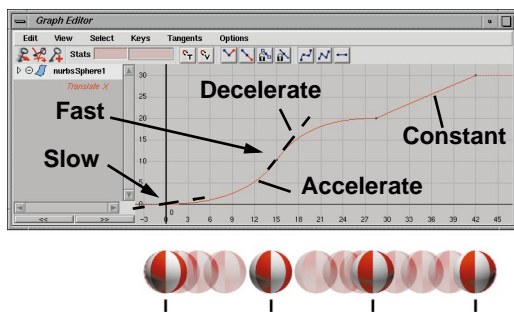 Graph Editor
Edit View Select Keys Tangents Options
Stats
nurbsSphere1
Translate X
30
25
20
15
10
5
0
Fast
Slow
Decelerate
Accelerate
Constant
<< >>
-3 0 0 3 6 9 12 15 18 21 24 27 30 33 36 39 42 45